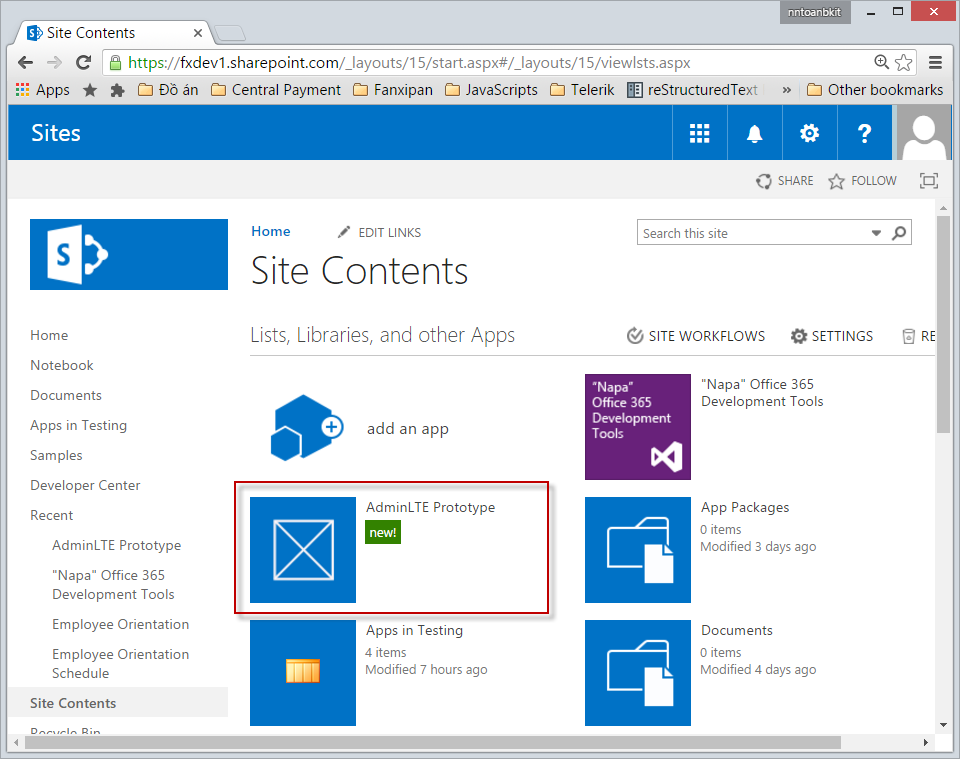 nntoanbkit
Site Contents
https://fxdev1.sharepoint.com/_layouts/15/start.aspx#/_layouts/15/viewlsts.aspx
Apps Đồ án Central Payment Fanxipan JavaScripts Telerik reStructuredText » Other bookmarks
Sites
SHARE FOLLOW
S
Home EDIT LINKS
Search this site
Site Contents
Home
Notebook
Documents
Apps in Testing
Samples
Developer Center
Recent
AdminLTE Prototype
"Napa" Office 365
Development Tools
Employee Orientation
Employee Orientation
Schedule
Site Contents
Recycle Bin
Lists, Libraries, and other Apps
SITE WORKFLOWS SETTINGS RE
add an app
"Napa"
Office 365
Development
Tools
"Napa" Office 365
Development Tools
AdminLTE Prototype
new!
App Packages
0 items
Modified 3 days ago
Apps in Testing
4 items
Modified 7 hours ago
Documents
0 items
Modified 4 days ago